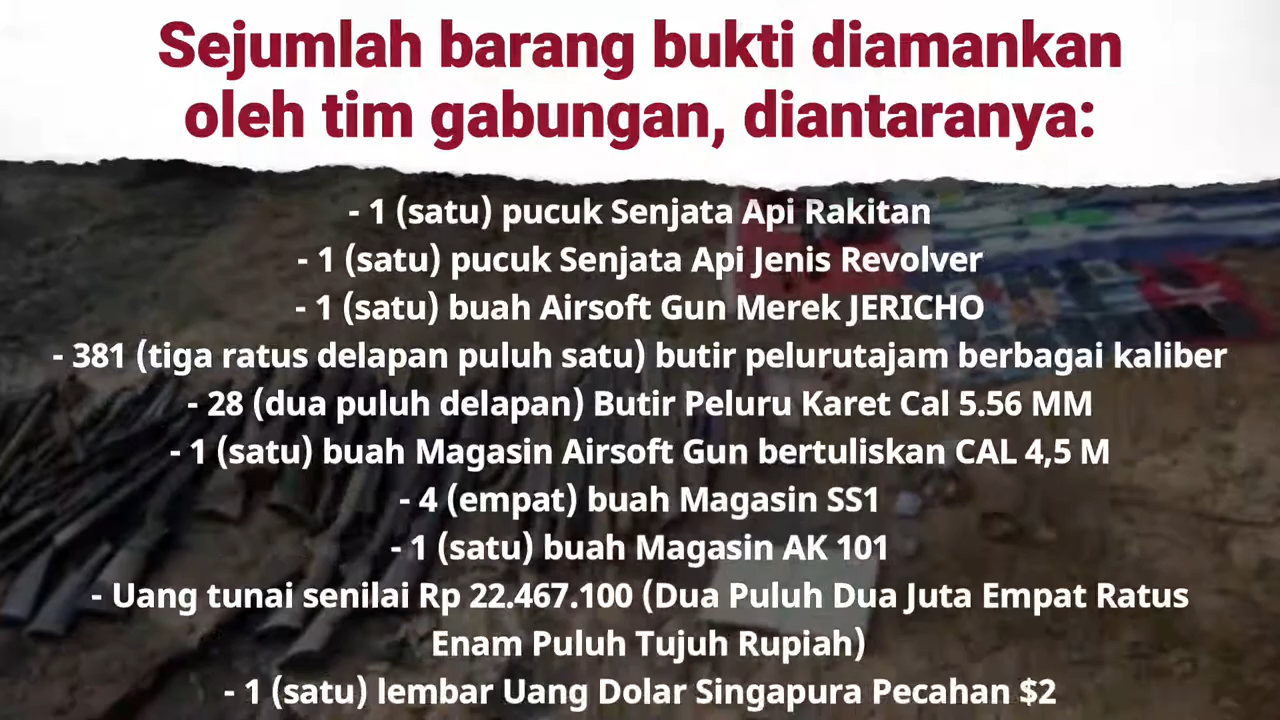 Sejumlah barang bukti diamankan
oleh tim gabungan, diantaranya:
- 1 (satu) pucuk Senjata Api Rakitan
- 1 (satu) pucuk Senjata Api Jenis Revolver
- 1 (satu) buah Airsoft Gun Merek JERICHO
- 381 (tiga ratus delapan puluh satu) butir pelurutajam berbagai kaliber
- 28 (dua puluh delapan) Butir Peluru Karet Cal 5.56 MM
- 1 (satu) buah Magasin Airsoft Gun bertuliskan CAL 4,5 M
- 4 (empat) buah Magasin SS1
- 1 (satu) buah Magasin AK 101
- Uang tunai senilai Rp 22.467.100 (Dua Puluh Dua Juta Empat Ratus
Enam Puluh Tujuh Rupiah)
- 1 (satu) lembar Uang Dolar Singapura Pecahan $2